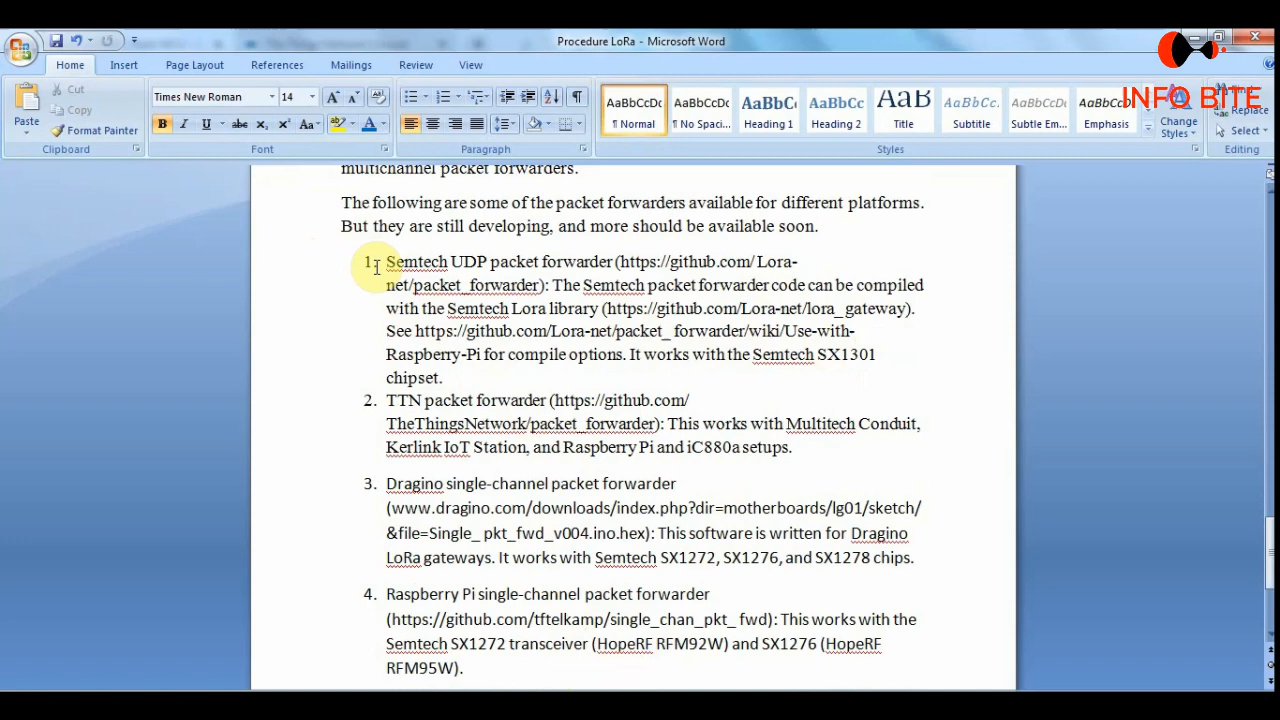 Procedure LoRa - Microsoft Word
Home Insert Page Layout References Mailings Review View
INFO BITE
Cut
Copy
Paste
Format Painter
Clipboard
Times New Roman 14
Font
Paragraph
AaBbCcDc AaBbCcDc AaBbC AaBbCc AaB AaBbCc. AaBbCcDc AaBbCcDc
¶ Normal ¶ No Spaci... Heading 1 Heading 2 Title Subtitle Subtle Em... Emphasis
Change Styles
Styles
Replace
Select
Editing
multichannel packet forwarders.
The following are some of the packet forwarders available for different platforms.
But they are still developing, and more should be available soon.
1. Semtech UDP packet forwarder (https://github.com/ Lora-
net/packet_forwarder): The Semtech packet forwarder code can be compiled
with the Semtech Lora library (https://github.com/Lora-net/lora_gateway).
See https://github.com/Lora-net/packet_ forwarder/wiki/Use-with-
Raspberry-Pi for compile options. It works with the Semtech SX1301
chipset.
2. TTN packet forwarder (https://github.com/
TheThingsNetwork/packet_forwarder): This works with Multitech Conduit,
Kerlink IoT Station, and Raspberry Pi and iC880a setups.
3. Dragino single-channel packet forwarder
(www.dragino.com/downloads/index.php?dir=motherboards/lg01/sketch/
&file=Single_ pkt_fwd_v004.ino.hex): This software is written for Dragino
LoRa gateways. It works with Semtech SX1272, SX1276, and SX1278 chips.
4. Raspberry Pi single-channel packet forwarder
(https://github.com/tftelkamp/single_chan_pkt_ fwd): This works with the
Semtech SX1272 transceiver (HopeRF RFM92W) and SX1276 (HopeRF
RFM95W).